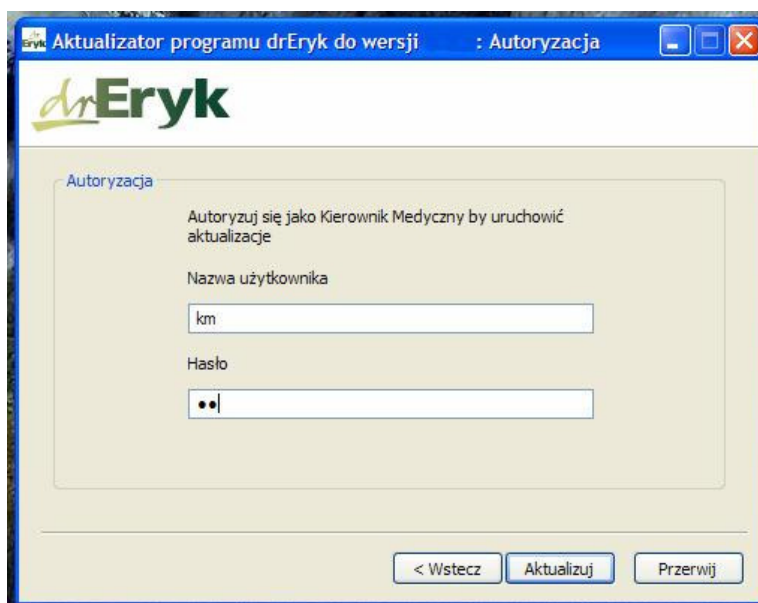 Eryk Aktualizator programu drEryk do wersji : Autoryzacja
drEryk
Autoryzacja
Autoryzuj się jako Kierownik Medyczny by uruchowić
aktualizacje
Nazwa użytkownika
km
Hasło
••
< Wstecz Aktualizuj Przerwij